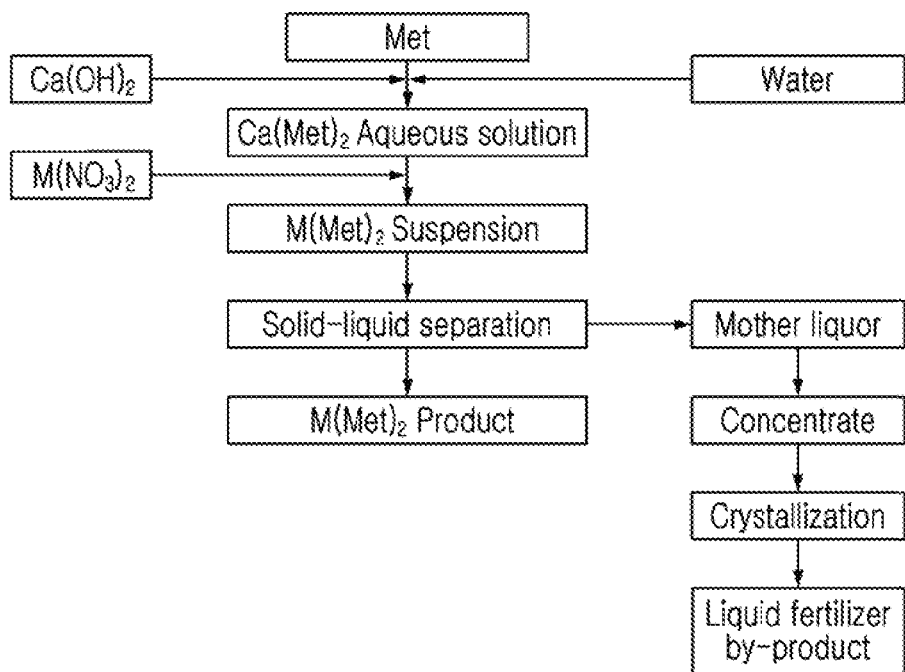 Met
Ca(OH)₂
Water
Ca(Met)₂ Aqueous solution
M(NO₃)₂
M(Met)₂ Suspension
Solid-liquid separation
Mother liquor
M(Met)₂ Product
Concentrate
Crystallization
Liquid fertilizer
by-product